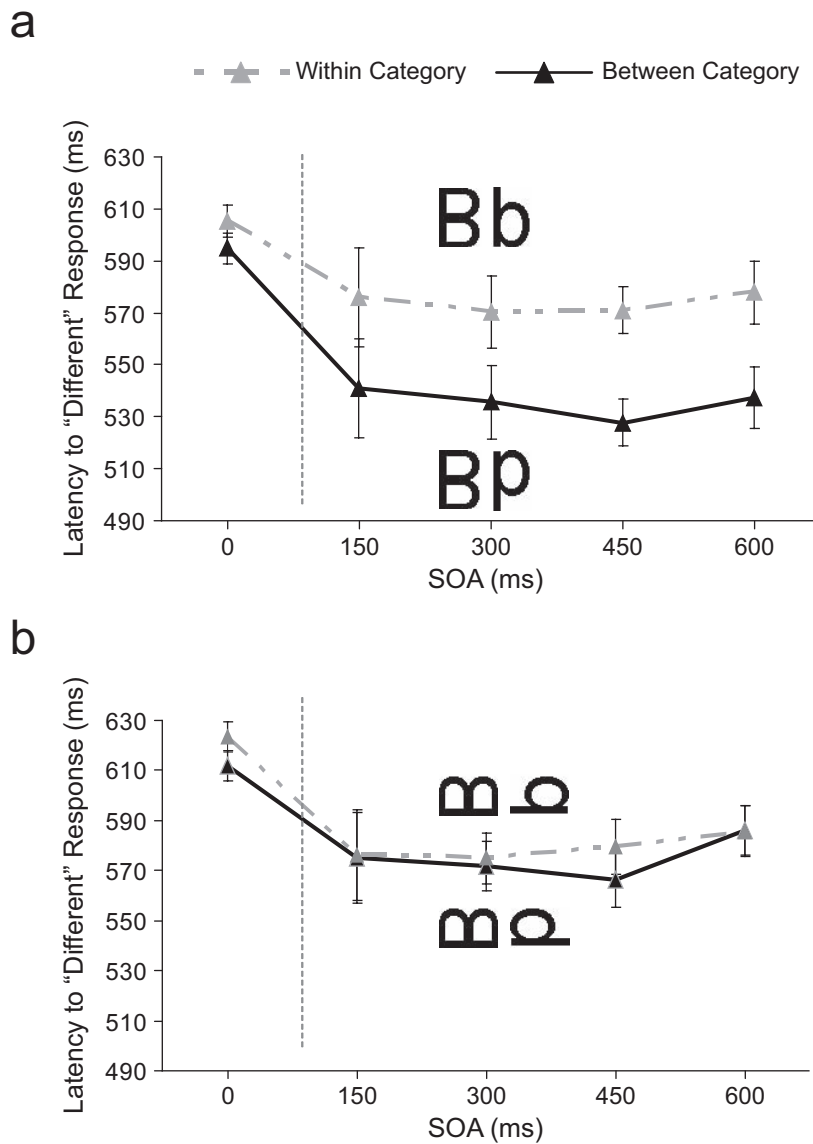 a
Within Category Between Category
Latency to “Different” Response (ms)
630
610
590
570
550
530
510
490
Bb
Bp
0 150 300 450 600
SOA (ms)
b
Latency to “Different” Response (ms)
630
610
590
570
550
530
510
490
B b
B p
0 150 300 450 600
SOA (ms)